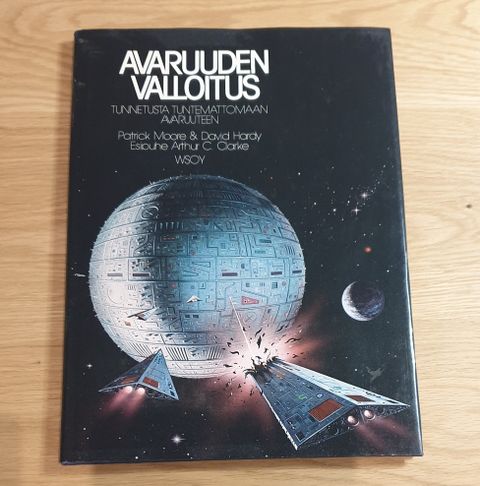 AVARUUDEN
VALLOITUS
TUNNETUSTA TUNTEMATTOMAAN
AVARUUTEEN
Patrick Moore & David Hardy
Esipuhe Arthur C. Clarke
WSOY